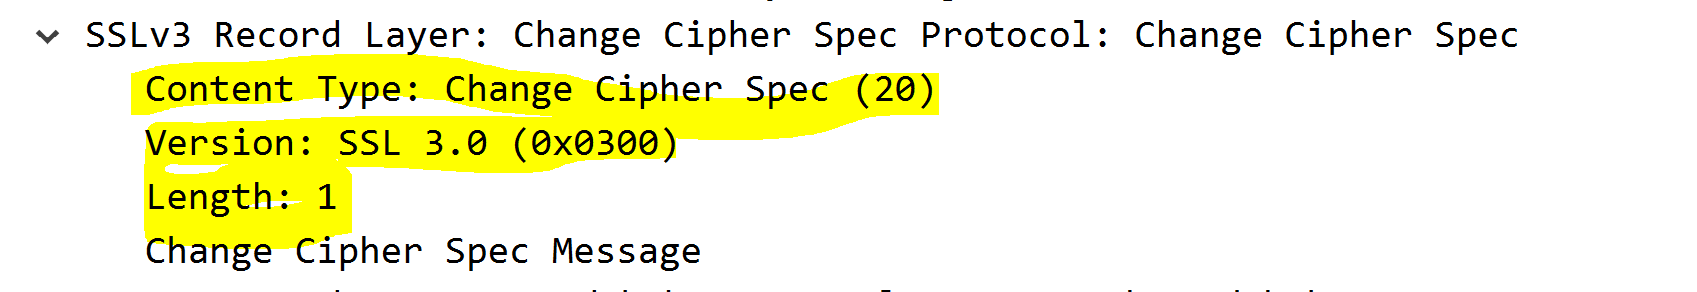 SSLv3 Record Layer: Change Cipher Spec Protocol: Change Cipher Spec
Content Type: Change Cipher Spec (20)
Version: SSL 3.0 (0x0300)
Length: 1
Change Cipher Spec Message